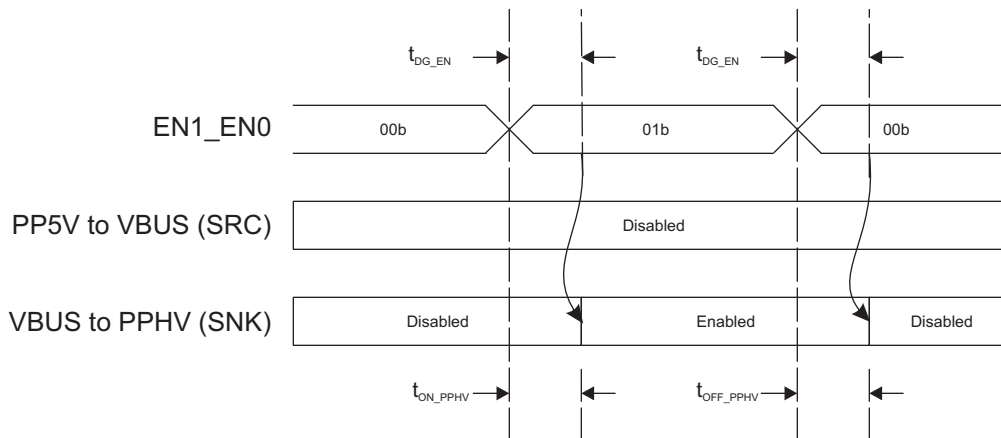 t_DG_EN t_DG_EN
EN1_EN0 00b 01b 00b
PP5V to VBUS (SRC) Disabled
VBUS to PPHV (SNK) Disabled Enabled Disabled
t_ON_PPHV t_OFF_PPHV